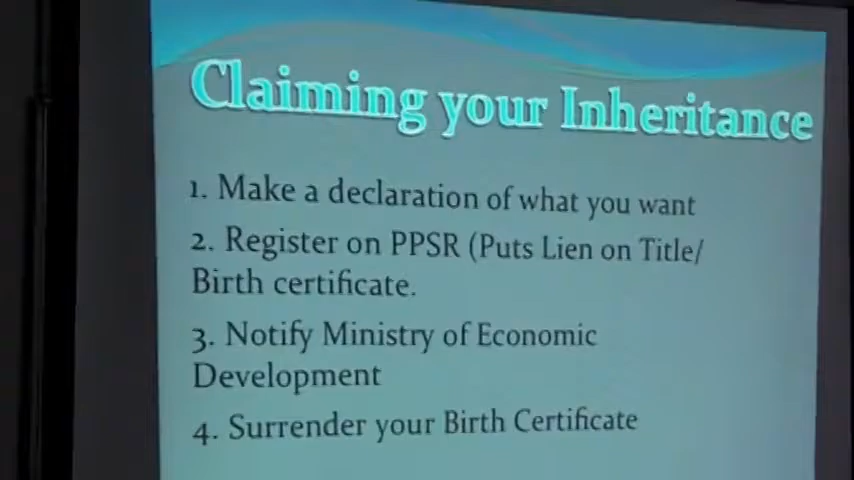 Claiming your Inheritance
1. Make a declaration of what you want
2. Register on PPSR (Puts Lien on Title/
Birth certificate.
3. Notify Ministry of Economic
Development
4. Surrender your Birth Certificate